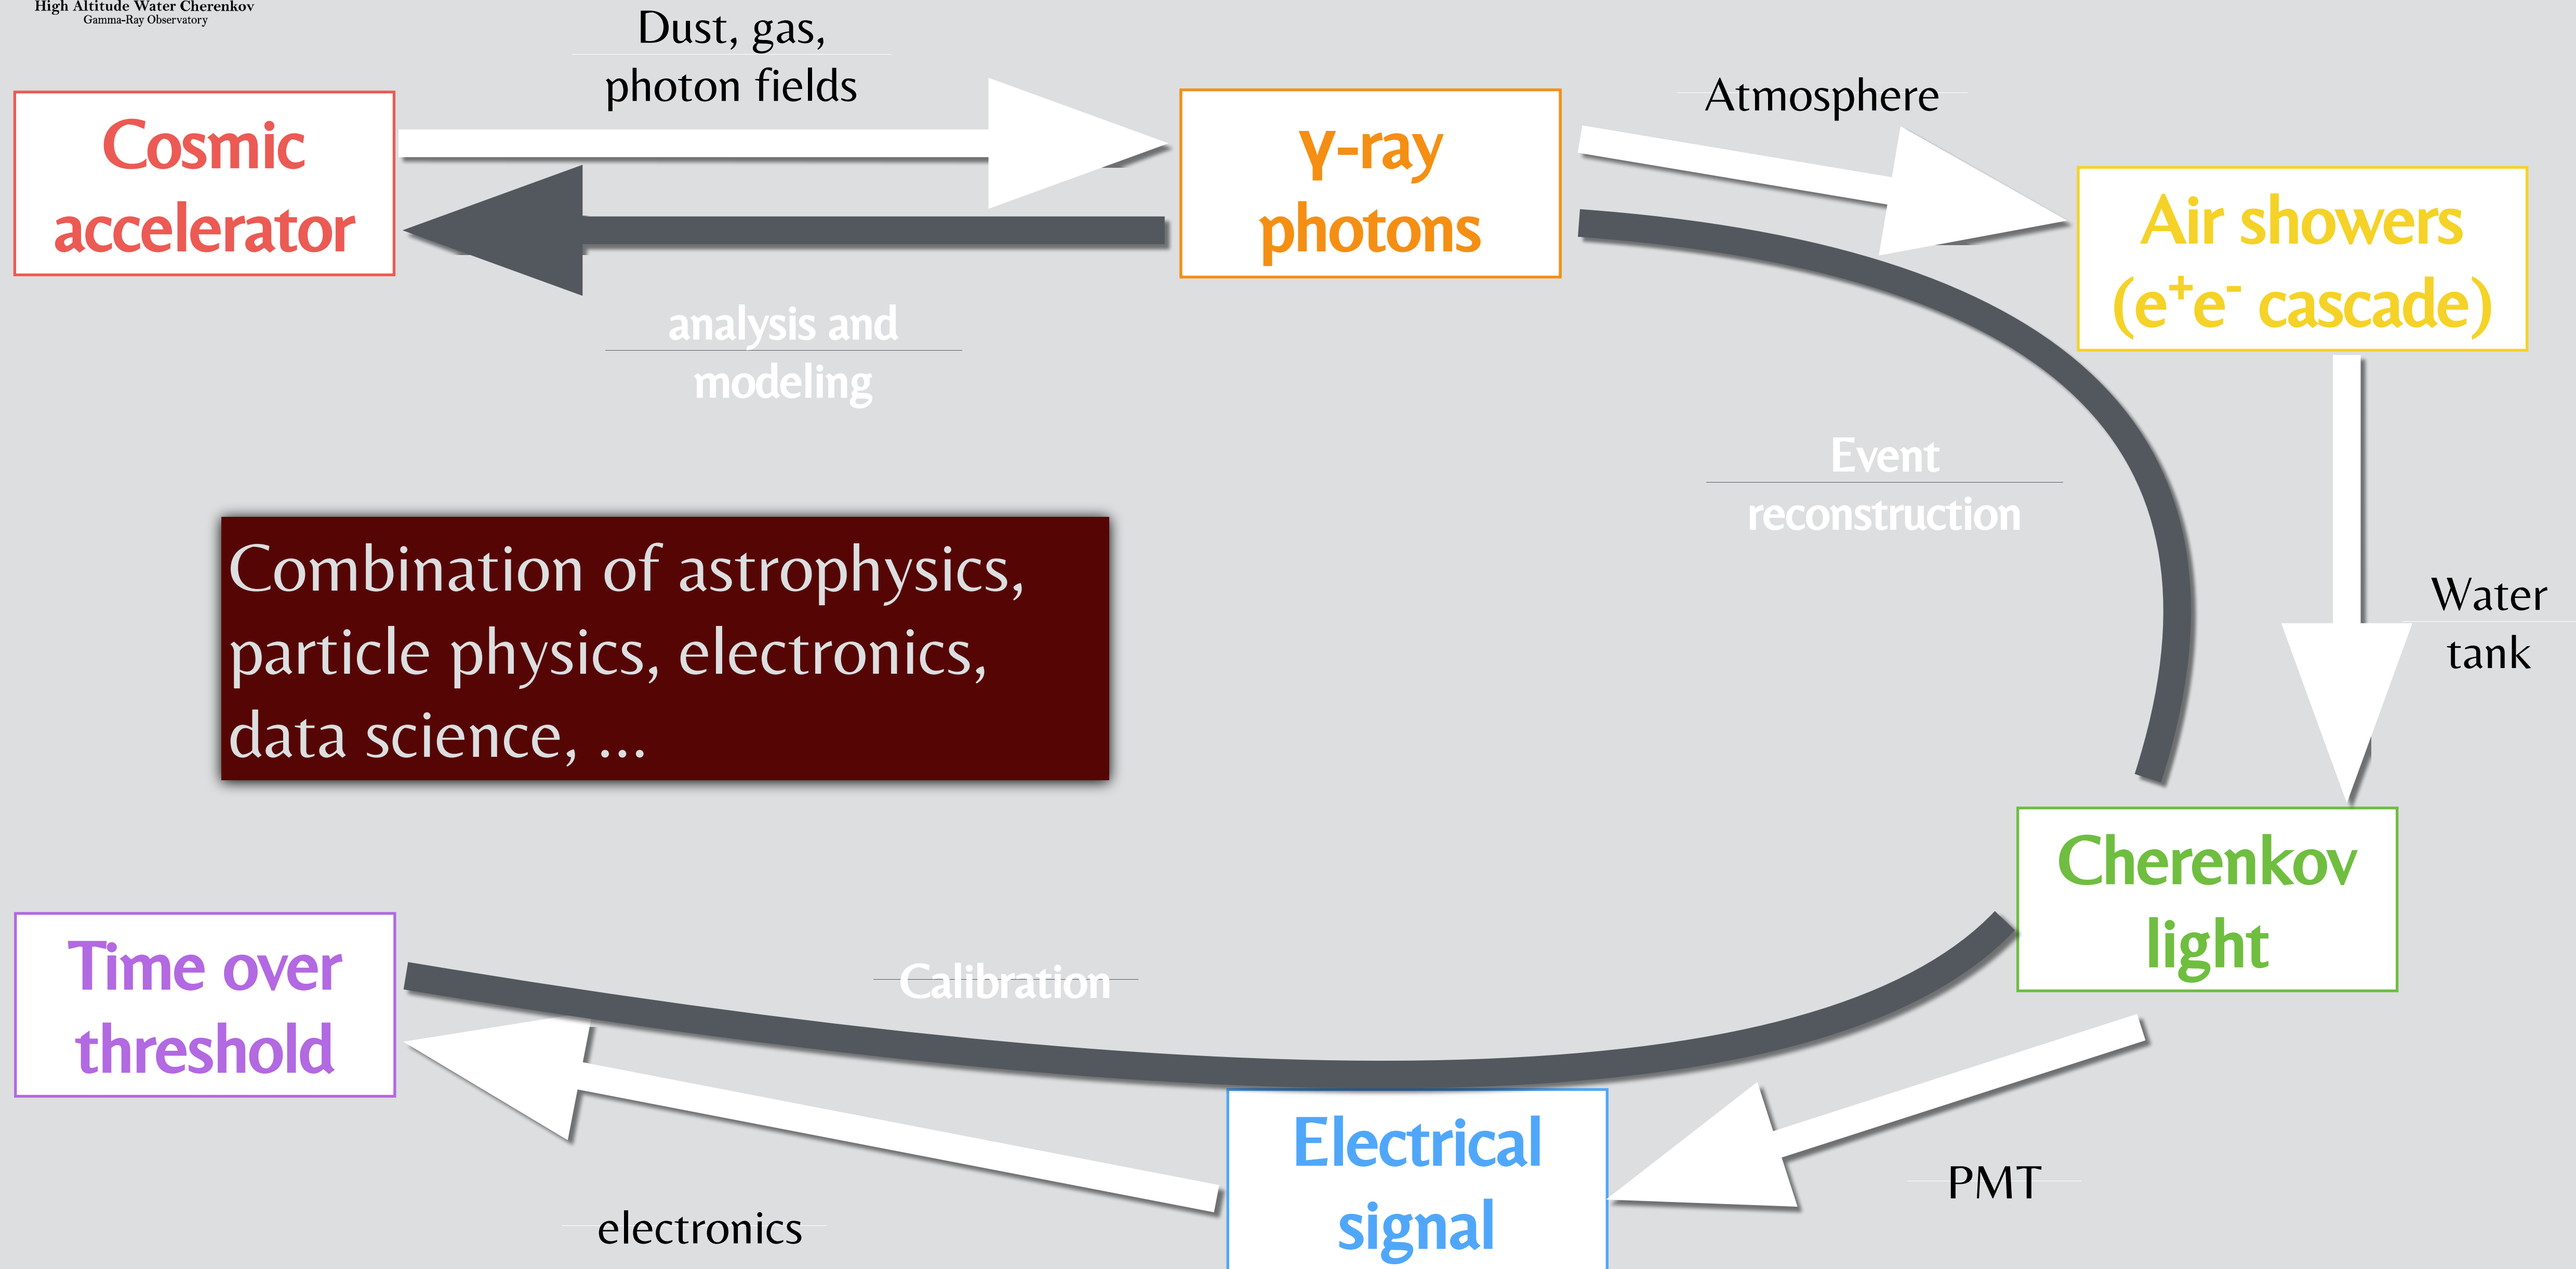 High Altitude Water Cherenkov
Gamma-Ray Observatory
Dust, gas,
photon fields
Atmosphere
Cosmic
accelerator
γ-ray
photons
Air showers
(e⁺e⁻ cascade)
analysis and
modeling
Event
reconstruction
Combination of astrophysics,
particle physics, electronics,
data science, ...
Water
tank
Cherenkov
light
Time over
threshold
Calibration
Electrical
signal
PMT
electronics